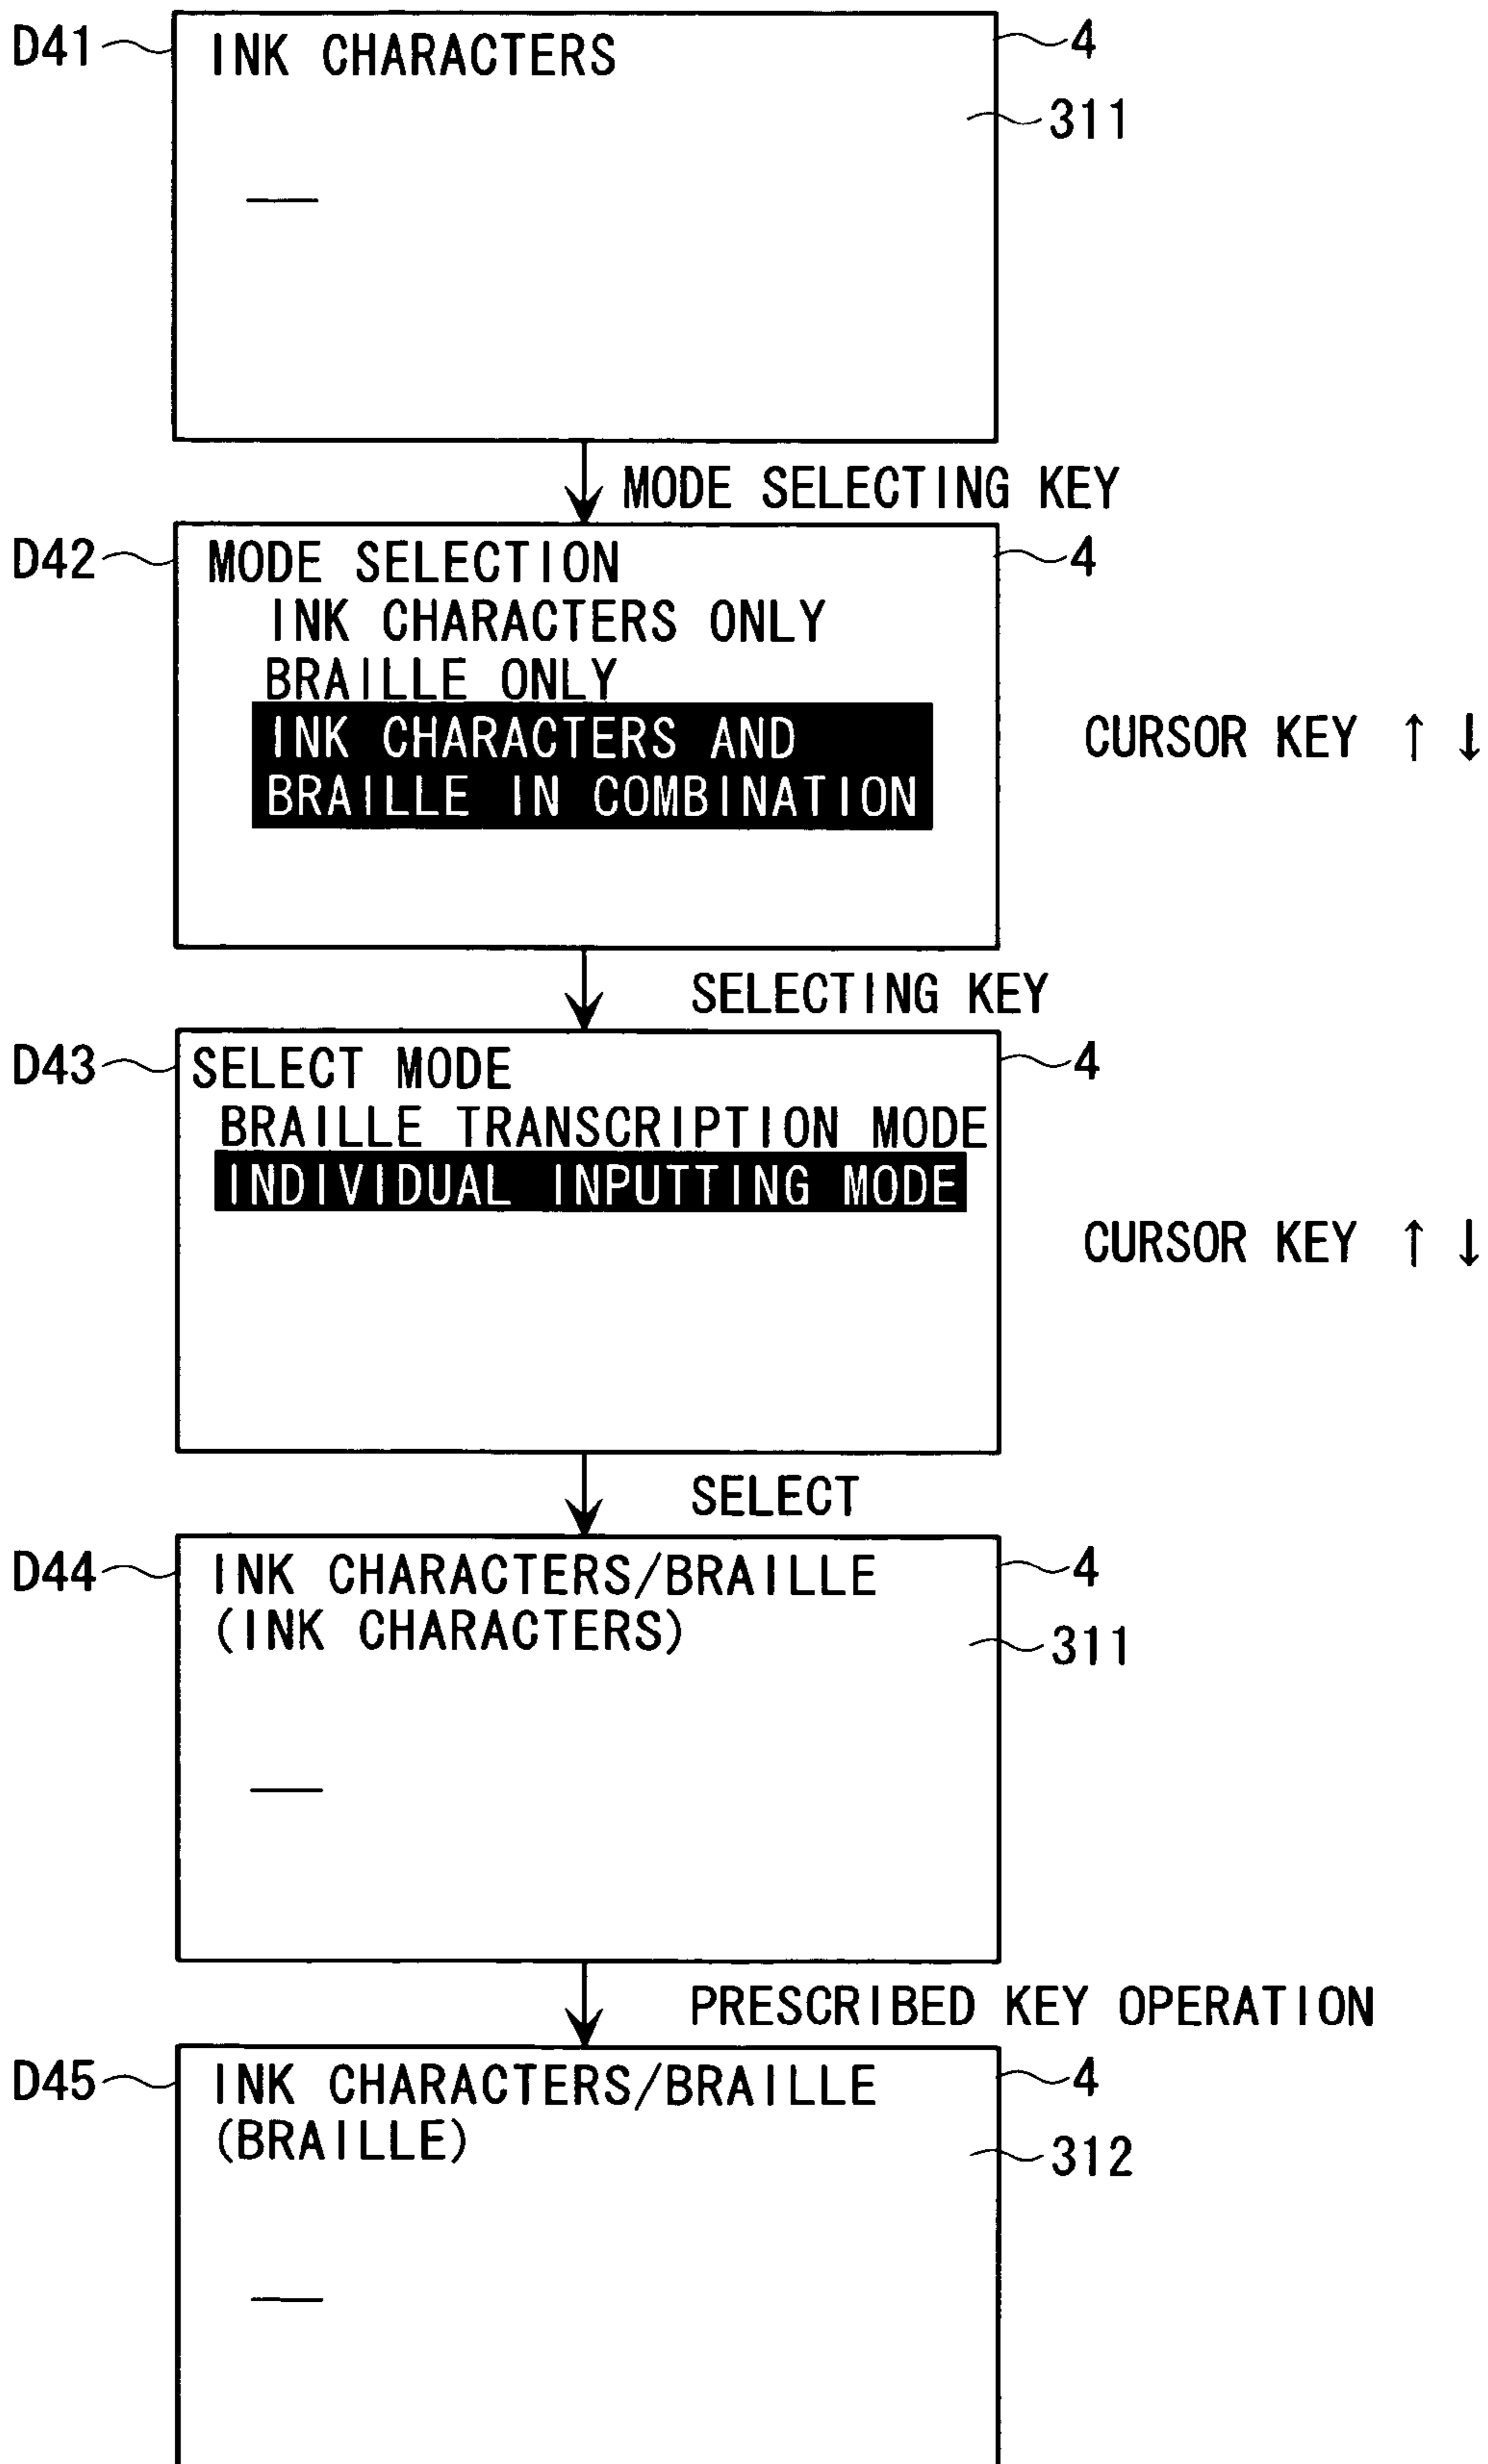 D41
INK CHARACTERS
4
311
MODE SELECTING KEY
D42
MODE SELECTION
4
INK CHARACTERS ONLY
BRAILLE ONLY
INK CHARACTERS AND
BRAILLE IN COMBINATION
CURSOR KEY ↑ ↓
SELECTING KEY
D43
SELECT MODE
4
BRAILLE TRANSCRIPTION MODE
INDIVIDUAL INPUTTING MODE
CURSOR KEY ↑ ↓
SELECT
D44
INK CHARACTERS/BRAILLE
4
(INK CHARACTERS)
311
PRESCRIBED KEY OPERATION
D45
INK CHARACTERS/BRAILLE
4
(BRAILLE)
312